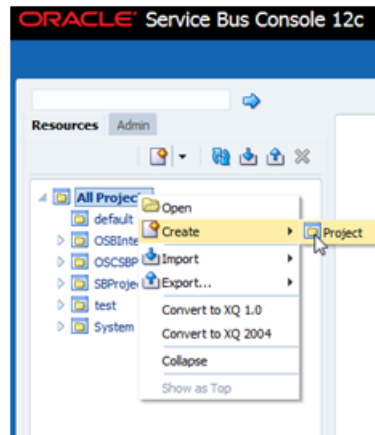 ORACLE Service Bus Console 12c
Resources Admin
All Project
default
OSBInte
OSCSBP
SBProje
test
System
Open
Create
Project
Import
Export...
Convert to XQ 1.0
Convert to XQ 2004
Collapse
Show as Top